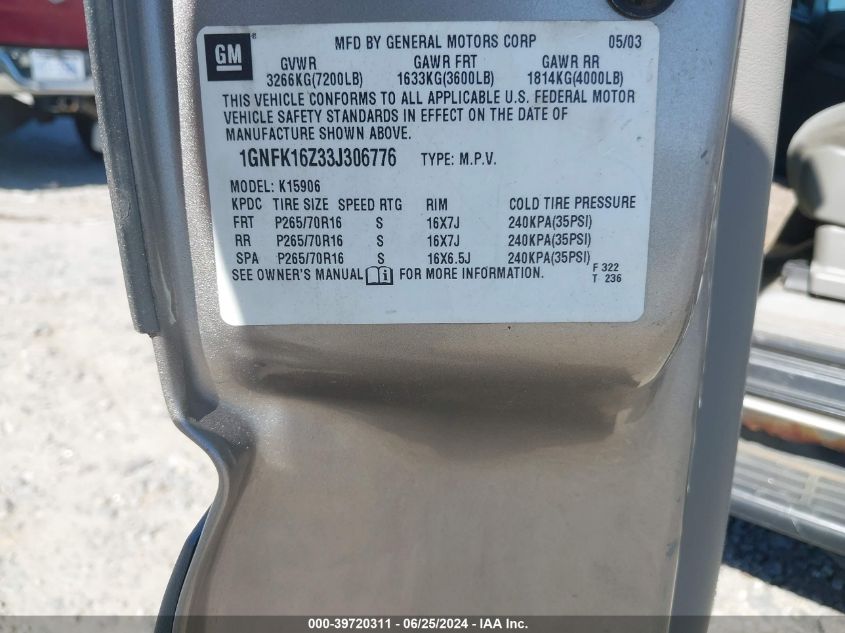 GM ®
MFD BY GENERAL MOTORS CORP 05/03
GVWR GAWR FRT GAWR RR
3266KG(7200LB) 1633KG(3600LB) 1814KG(4000LB)
THIS VEHICLE CONFORMS TO ALL APPLICABLE U.S. FEDERAL MOTOR
VEHICLE SAFETY STANDARDS IN EFFECT ON THE DATE OF
MANUFACTURE SHOWN ABOVE.
1GNFK16Z33J306776 TYPE: M.P.V.
MODEL: K15906
KPDC TIRE SIZE SPEED RTG RIM COLD TIRE PRESSURE
FRT P265/70R16 S 16X7J 240KPA(35PSI)
RR P265/70R16 S 16X7J 240KPA(35PSI)
SPA P265/70R16 S 16X6.5J 240KPA(35PSI)
SEE OWNER'S MANUAL i FOR MORE INFORMATION. F 322
T 236
000-39720311 - 06/25/2024 - IAA Inc.